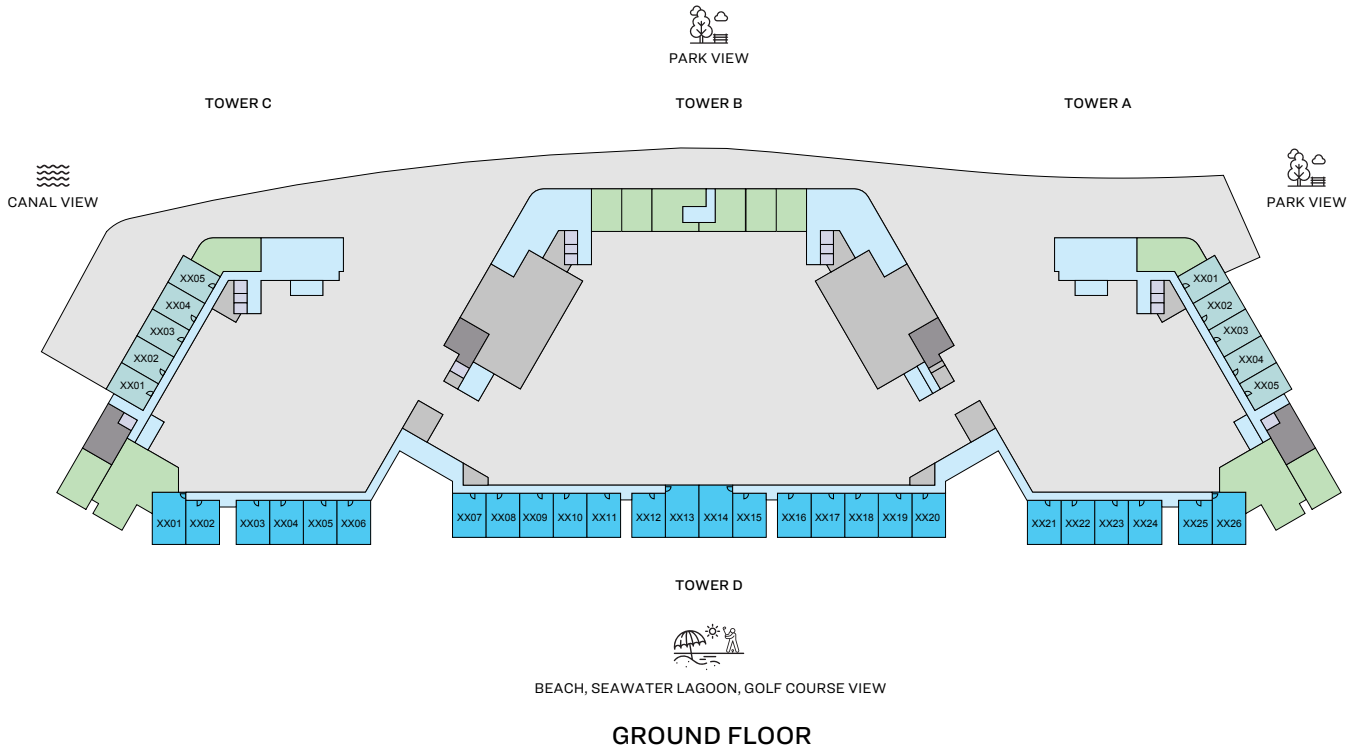 PARK VIEW
TOWER C
TOWER B
TOWER A
CANAL VIEW
PARK VIEW
XX05
XX04
XX03
XX02
XX01
XX01
XX02
XX03
XX04
XX05
XX01 XX02 XX03 XX04 XX05 XX06 XX07 XX08 XX09 XX10 XX11 XX12 XX13 XX14 XX15 XX16 XX17 XX18 XX19 XX20 XX21 XX22 XX23 XX24 XX25 XX26
TOWER D
BEACH, SEAWATER LAGOON, GOLF COURSE VIEW
GROUND FLOOR